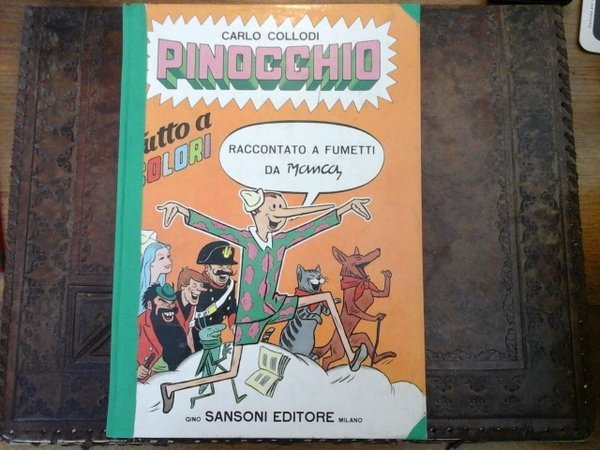 CARLO COLLODI
PINOCCHIO
tutto a
COLORI
RACCONTATO A FUMETTI
DA Manca
GINO SANSONI EDITORE MILANO